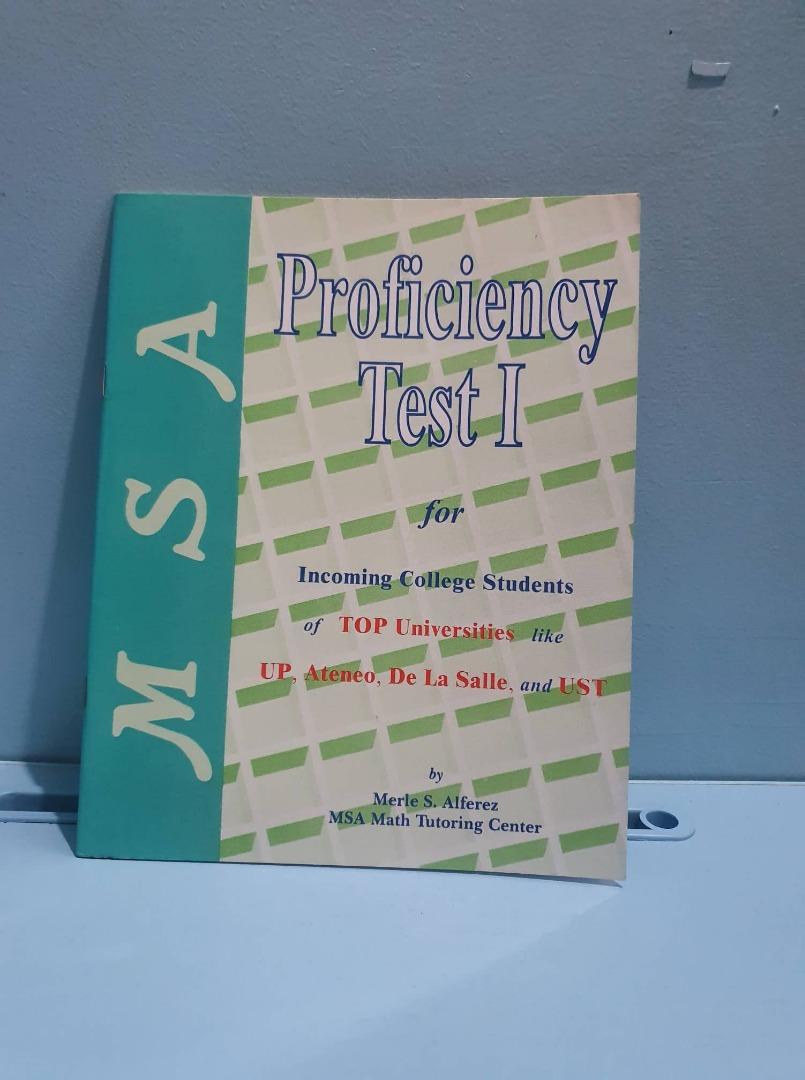 MSA
Proficiency
Test I
for
Incoming College Students
of TOP Universities like
UP, Ateneo, De La Salle, and UST
by
Merle S. Alferez
MSA Math Tutoring Center